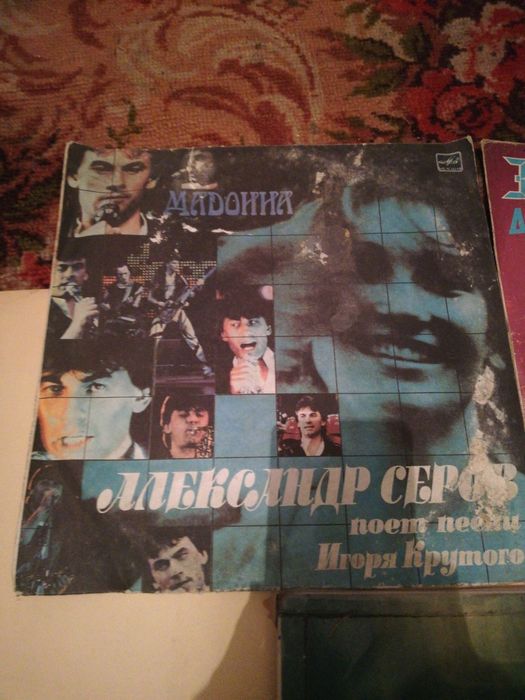 МАДОННА
АЛЕКСАНДР СЕРОВ
поет песни
Игоря Крутого